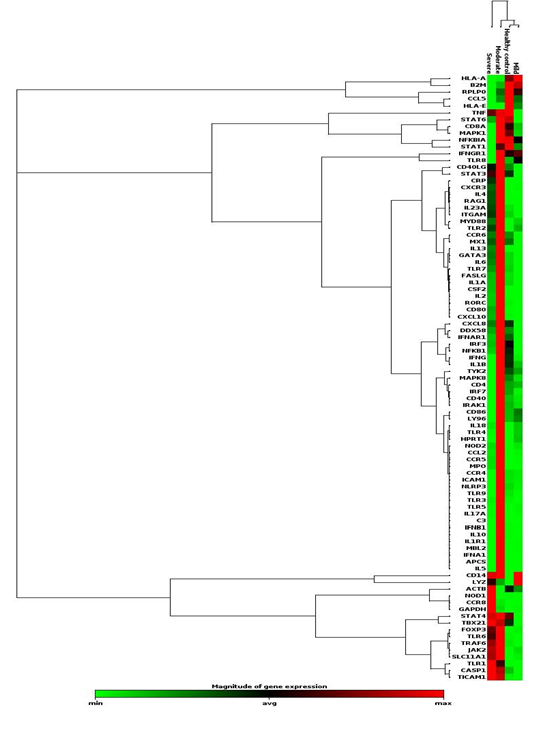 Severe
Moderate
Healthy control
Mild
HLA-A
B2M
RPLP0
CCL5
HLA-E
TNF
STAT6
CD8A
MAPK1
NFKBIA
STAT1
IFNGR1
TLR8
CD40LG
STAT3
CRP
CXCR3
IL4
RAG1
IL23A
ITGAM
MYD88
TLR2
CCR6
MX1
IL13
GATA3
IL6
TLR7
FASLG
IL1A
CSF2
IL2
RORC
CD80
CXCL10
CXCL8
DDX58
IFNAR1
IRF3
NFKB1
IFNG
IL1B
TYK2
MAPK8
CD4
IRF7
CD40
IRAK1
CD86
LY96
IL18
TLR4
HPRT1
NOD2
CCL2
CCR5
MPO
CCR4
ICAM1
NLRP3
TLR9
TLR3
TLR5
IL17A
C3
IFNB1
IL10
IL1R1
MBL2
IFNA1
APCS
IL5
CD14
LYZ
ACTB
NOD1
CCR8
GAPDH
STAT4
TBX21
FOXP3
TLR6
TRAF6
JAK2
SLC11A1
TLR1
CASP1
TICAM1
Magnitude of gene expression
min avg max